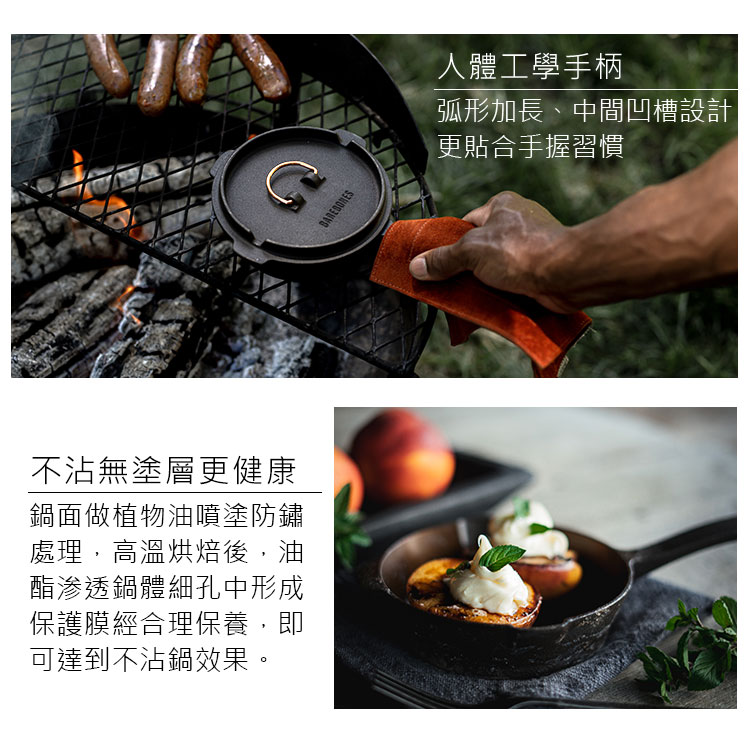 人體工學手柄
弧形加長、中間凹槽設計
更貼合手握習慣
BAREBONES
不沾無塗層更健康
鍋面做植物油噴塗防鏽
處理，高溫烘焙後，油
酯滲透鍋體細孔中形成
保護膜經合理保養，即
可達到不沾鍋效果。